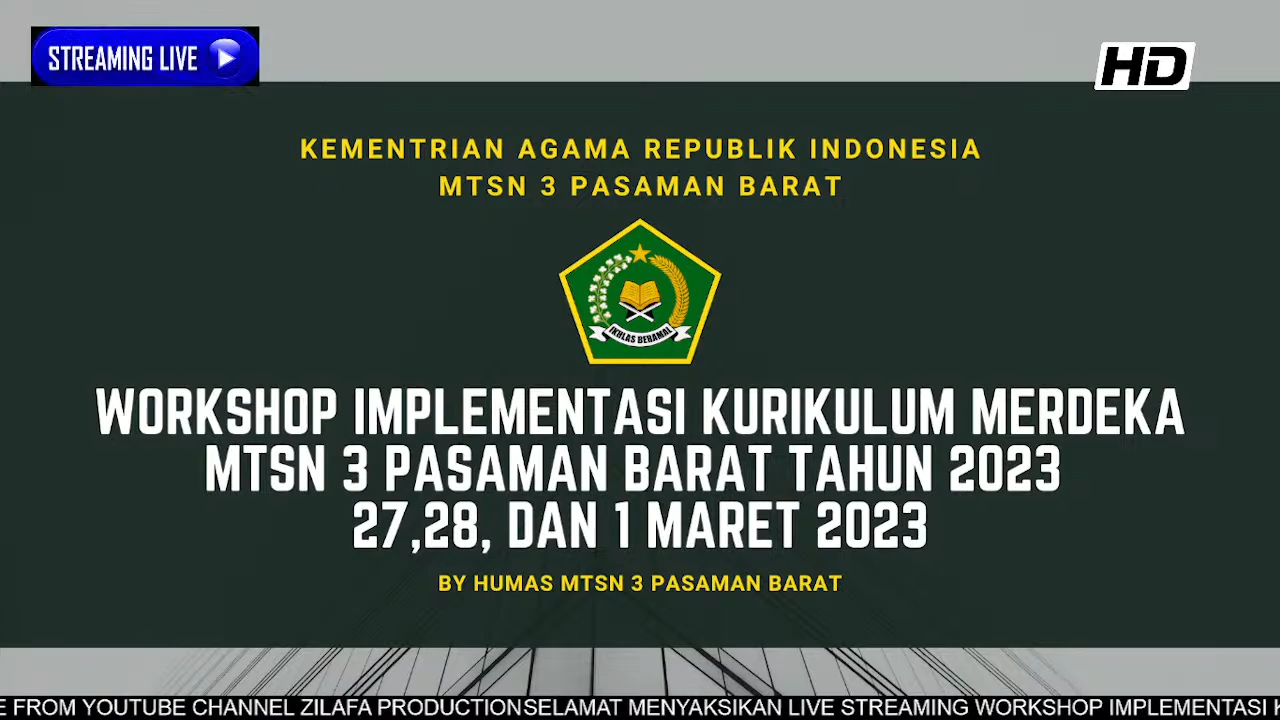 STREAMING LIVE
HD
KEMENTRIAN AGAMA REPUBLIK INDONESIA
MTSN 3 PASAMAN BARAT
IKHLAS BERAMAL
WORKSHOP IMPLEMENTASI KURIKULUM MERDEKA
MTSN 3 PASAMAN BARAT TAHUN 2023
27,28, DAN 1 MARET 2023
BY HUMAS MTSN 3 PASAMAN BARAT
E FROM YOUTUBE CHANNEL ZILAFA PRODUCTIONSELAMAT MENYAKSIKAN LIVE STREAMING WORKSHOP IMPLEMENTASI K